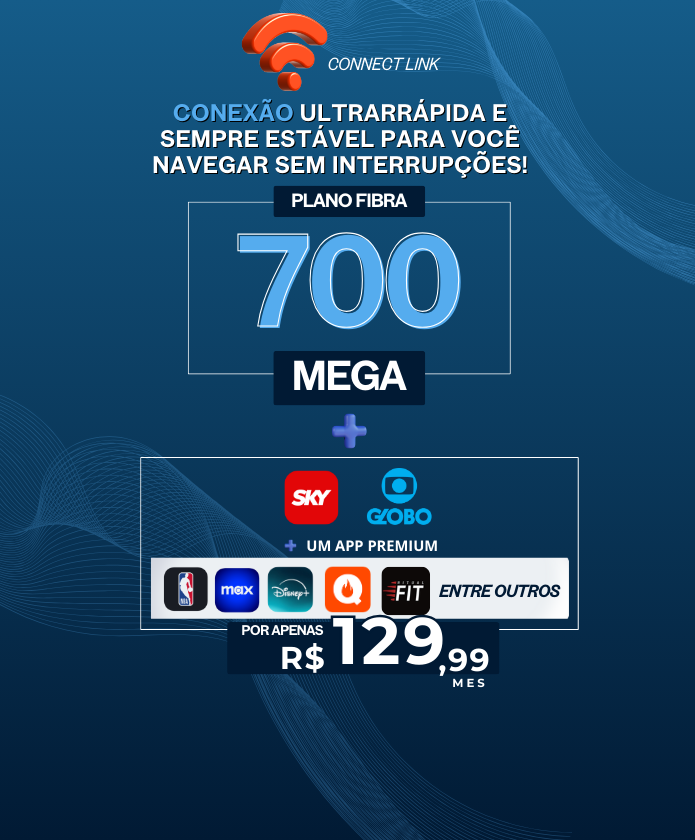 CONNECT LINK
CONEXÃO ULTRARRÁPIDA E
SEMPRE ESTÁVEL PARA VOCÊ
NAVEGAR SEM INTERRUPÇÕES!
PLANO FIBRA
700
MEGA
SKY
GLOBO
+ UM APP PREMIUM
NBA max Disney+ Q RITUAL FIT ENTRE OUTROS
POR APENAS
R$ 129,99
MES